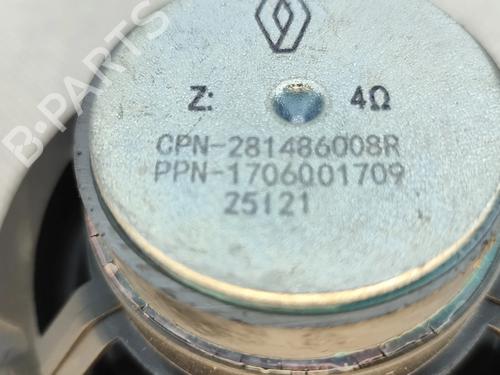 Z: 4Ω
CPN-281486008R
PPN-1706001709
25121
B-PARTS